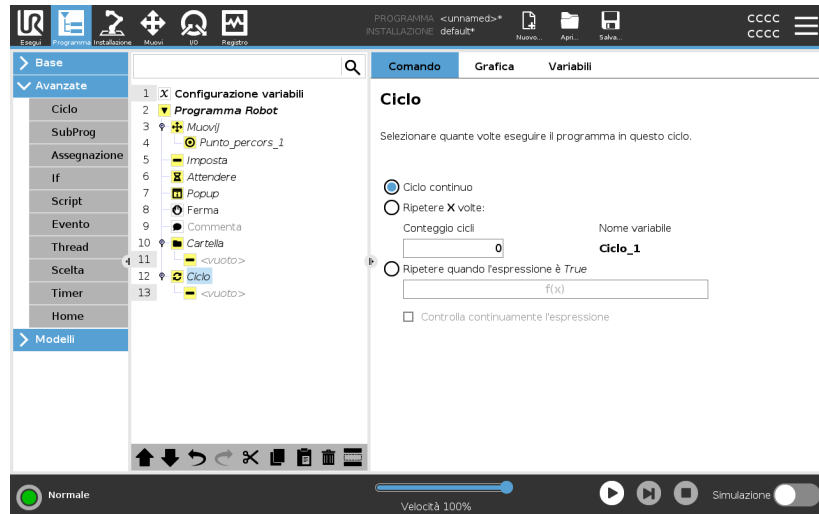 UR
PROGRAMMA <unnamed>*
INSTALLAZIONE default*
cccc
cccc
Esegui
Programma
Installazione
Muovi
I/O
Registro
Nuovo...
Apri...
Salva...
Base
Avanzate
Ciclo
SubProg
Assegnazione
If
Script
Evento
Thread
Scelta
Timer
Home
Modelli
1 X Configurazione variabili
2 Programma Robot
3 MuoviJ
4 Punto_percors_1
5 Imposta
6 Attendere
7 Popup
8 Ferma
9 Commenta
10 Cartella
11 <vuoto>
12 Ciclo
13 <vuoto>
Comando Grafica Variabili
Ciclo
Selezionare quante volte eseguire il programma in questo ciclo.
Ciclo continuo
Ripetere X volte:
Conteggio cicli Nome variabile
0 Ciclo_1
Ripetere quando l'espressione è True
f(x)
Controlla continuamente l'espressione
Normale
Velocità 100%
Simulazione